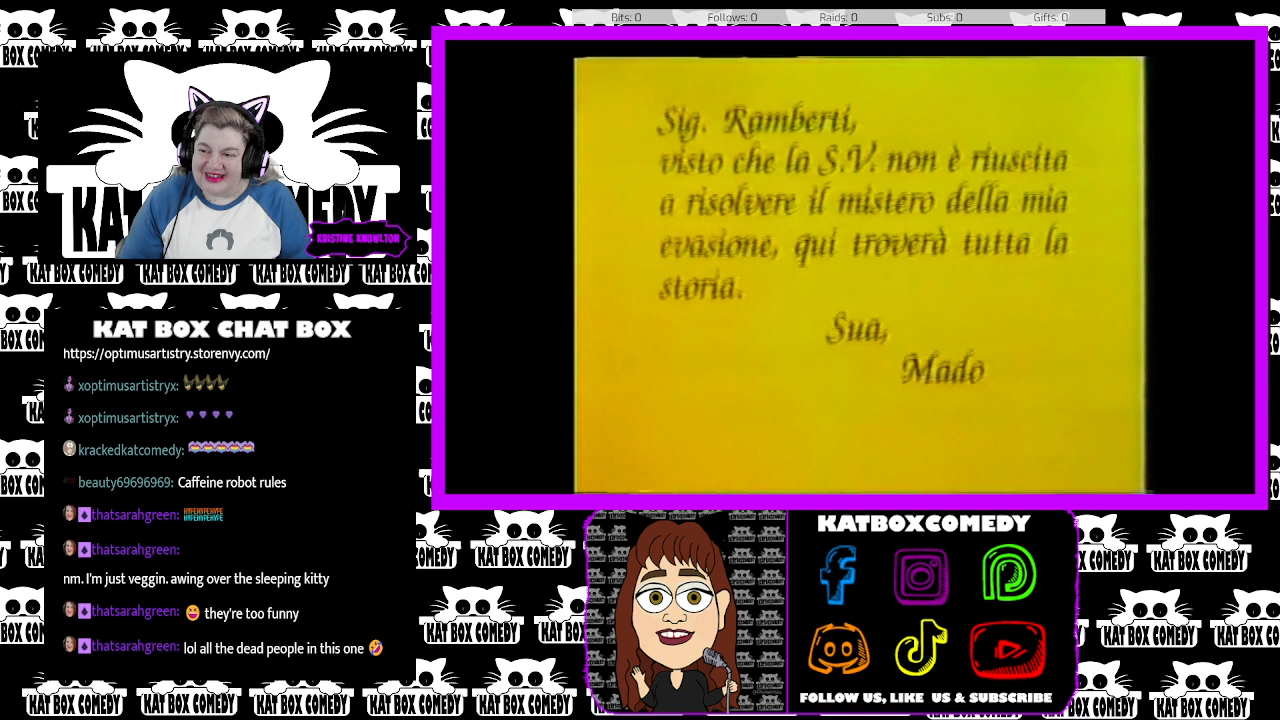 Bits: 0 Follows: 0 Raids: 0 Subs: 0 Gifts: 0
Sig. Ramberti,
visto che la S.V. non è riuscita
a risolvere il mistero della mia
evasione, qui troverà tutta la
storia.
Sua,
Mado
KRISTINE KNOWLTON
KAT BOX CHAT BOX
https://optimusartistry.storenvy.com/
xoptimusartistryx:
xoptimusartistryx:
krackedkatcomedy:
beauty69696969: Caffeine robot rules
thatsarahgreen: HYPEHYPEHYPE
HYPEHYPEHYPE
thatsarahgreen:
nm. I'm just veggin. awing over the sleeping kitty
thatsarahgreen: they're too funny
thatsarahgreen: lol all the dead people in this one
KATBOXCOMEDY
FOLLOW US, LIKE US & SUBSCRIBE
KAT BOX COMEDY